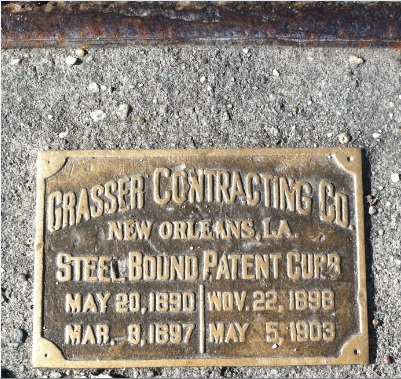 GRASSER CONTRACTING CO.
NEW ORLEANS, LA.
STEEL BOUND PATENT CURB
MAY 20, 1890 NOV. 22, 1898
MAR. 9, 1897 MAY 5, 1903